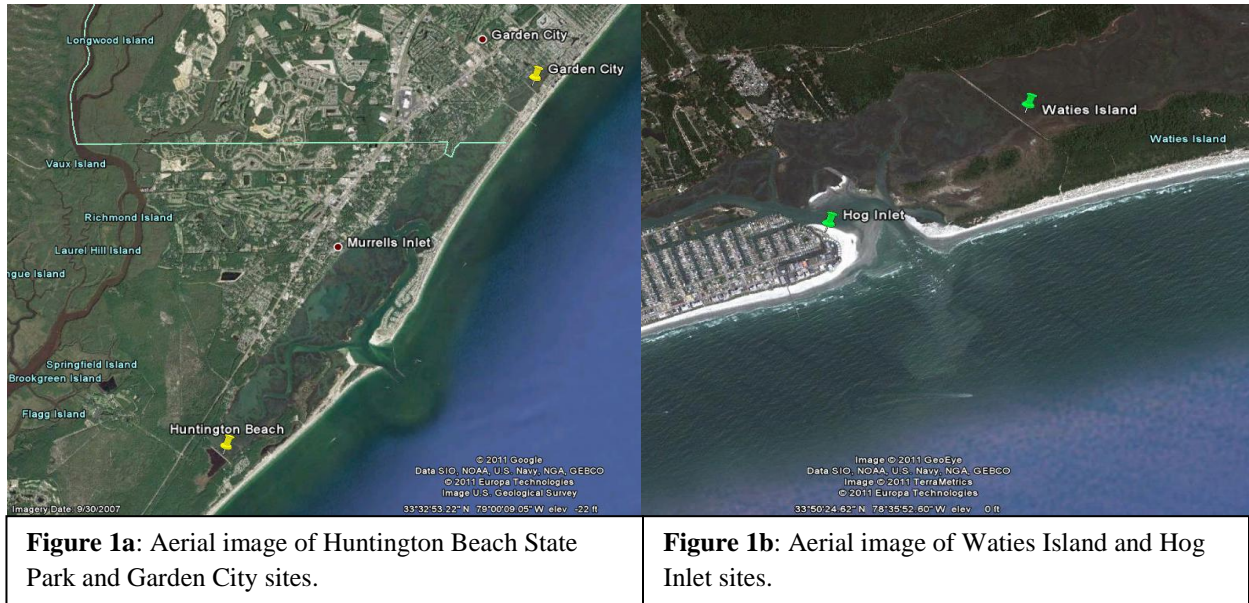 Longwood Island
Garden City
Garden City
Vaux Island
Richmond Island
Laurel Hill Island
ngue Island
Murrells Inlet
Springfield Island
Brookgreen Island
Flagg Island
Huntington Beach
© 2011 Google
Data SIO, NOAA, U.S. Navy, NGA, GEBCO
© 2011 Europa Technologies
Image U.S. Geological Survey
Imagery Date: 9/30/2007
33°32'53.22" N 79°00'09.05" W elev -22 ft
Waties Island
Waties Island
Hog Inlet
Image © 2011 GeoEye
Data SIO, NOAA, U.S. Navy, NGA, GEBCO
Image © 2011 TerraMetrics
© 2011 Europa Technologies
33°50'24.62" N 78°35'52.60" W elev 0 ft
Figure 1a: Aerial image of Huntington Beach State
Park and Garden City sites.
Figure 1b: Aerial image of Waties Island and Hog
Inlet sites.